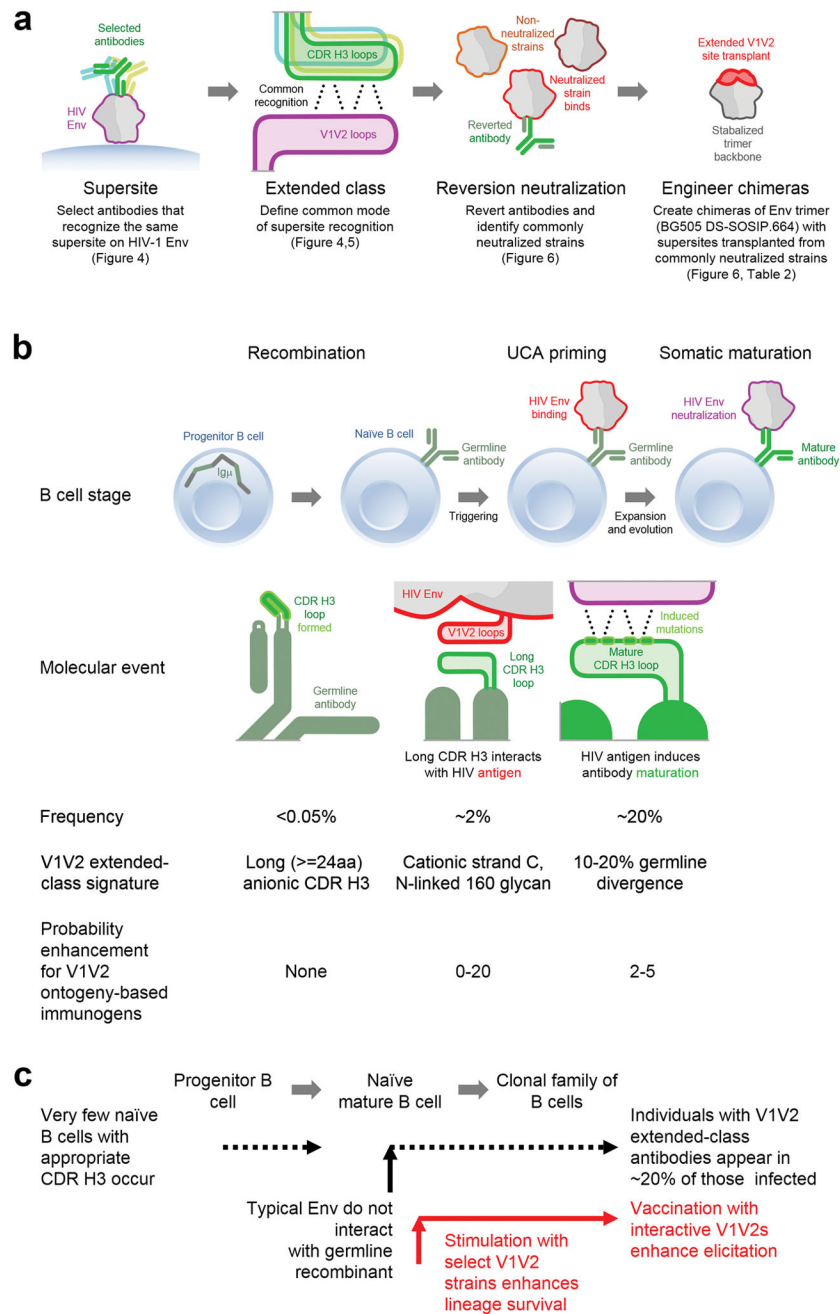 a
Selected
antibodies
HIV
Env
CDR H3 loops
Common
recognition
V1V2 loops
Non-
neutralized
strains
Neutralized
strain
binds
Reverted
antibody
Extended V1V2
site transplant
Stabalized
trimer
backbone
Supersite
Select antibodies that
recognize the same
supersite on HIV-1 Env
(Figure 4)
Extended class
Define common mode
of supersite recognition
(Figure 4,5)
Reversion neutralization
Revert antibodies and
identify commonly
neutralized strains
(Figure 6)
Engineer chimeras
Create chimeras of Env trimer
(BG505 DS-SOSIP.664) with
supersites transplanted from
commonly neutralized strains
(Figure 6, Table 2)
b
Recombination
UCA priming
Somatic maturation
B cell stage
Progenitor B cell
Igμ
Naïve B cell
Germline
antibody
Triggering
HIV Env
binding
Germline
antibody
Expansion
and evolution
HIV Env
neutralization
Mature
antibody
Molecular event
CDR H3
loop
formed
Germline
antibody
HIV Env
V1V2 loops
Long
CDR H3
loop
Long CDR H3 interacts
with HIV antigen
Induced
mutations
Mature
CDR H3 loop
HIV antigen induces
antibody maturation
Frequency
<0.05%
~2%
~20%
V1V2 extended-
class signature
Long (>=24aa)
anionic CDR H3
Cationic strand C,
N-linked 160 glycan
10-20% germline
divergence
Probability
enhancement
for V1V2
ontogeny-based
immunogens
None
0-20
2-5
c
Progenitor B
cell
Naïve
mature B cell
Clonal family of
B cells
Very few naïve
B cells with
appropriate
CDR H3 occur
Individuals with V1V2
extended-class
antibodies appear in
~20% of those infected
Typical Env do not
interact
with germline
recombinant
Stimulation with
select V1V2
strains enhances
lineage survival
Vaccination with
interactive V1V2s
enhance elicitation